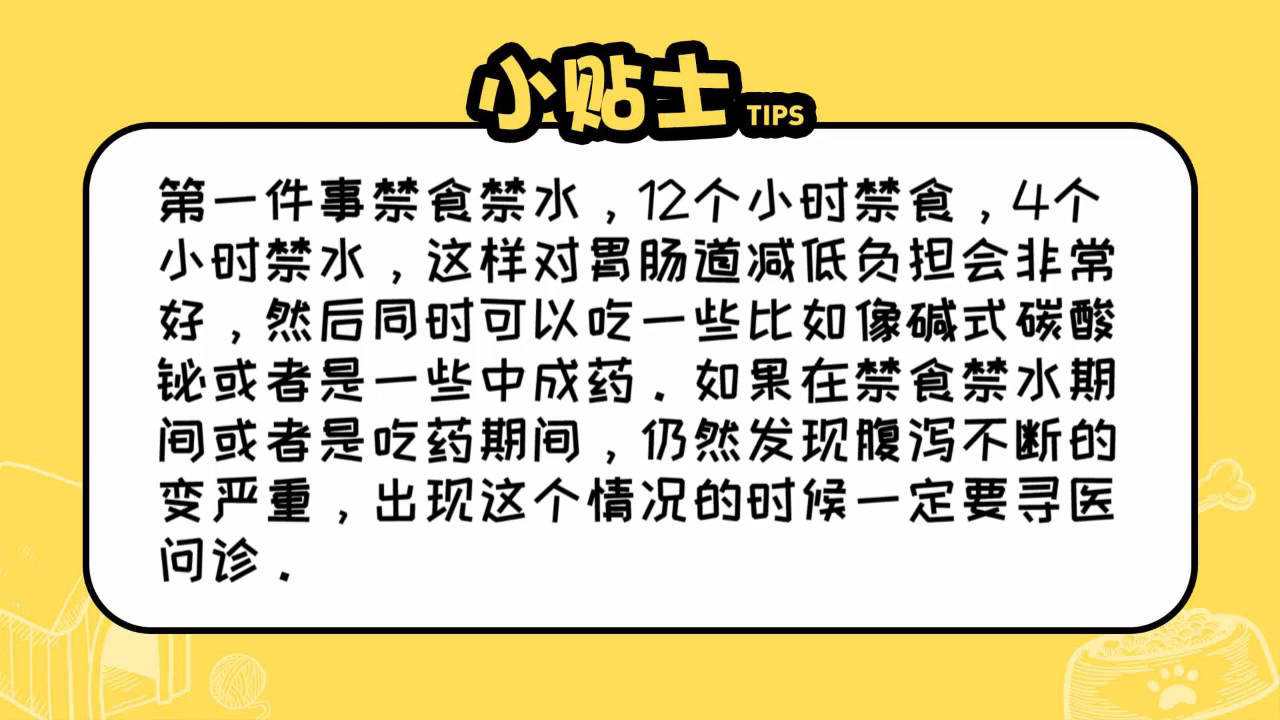 小贴士 TIPS
第一件事禁食禁水，12个小时禁食，4个
小时禁水，这样对胃肠道减低负担会非常
好，然后同时可以吃一些比如像碱式碳酸
铋或者是一些中成药．如果在禁食禁水期
间或者是吃药期间，仍然发现腹泻不断的
变严重，出现这个情况的时候一定要寻医
问诊．